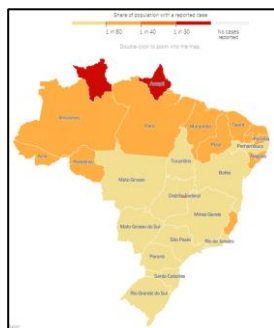 Share of population with a reported case
1 in 80
1 in 40
1 in 30
No cases
reported
Double-click to zoom into the map.
Amapá
Amazonas
Pará
Maranhão
Ceará
Piauí
Pernambuco
Acre
Rondônia
Tocantins
Bahia
Mato Grosso
Distrito Federal
Minas Gerais
Mato Grosso do Sul
São Paulo
Rio de Janeiro
Paraná
Santa Catarina
Rio Grande do Sul